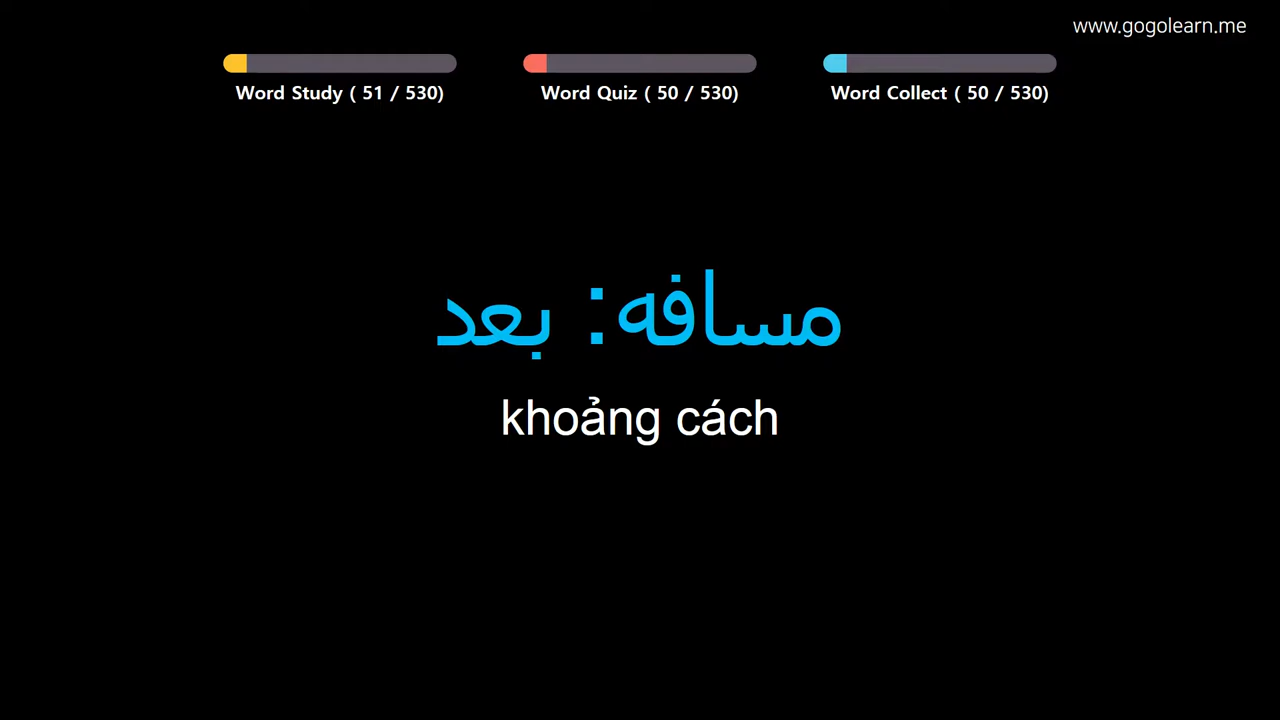 www.gogolearn.me
Word Study ( 51 / 530)
Word Quiz ( 50 / 530)
Word Collect ( 50 / 530)
مسافه: بعد
khoảng cách